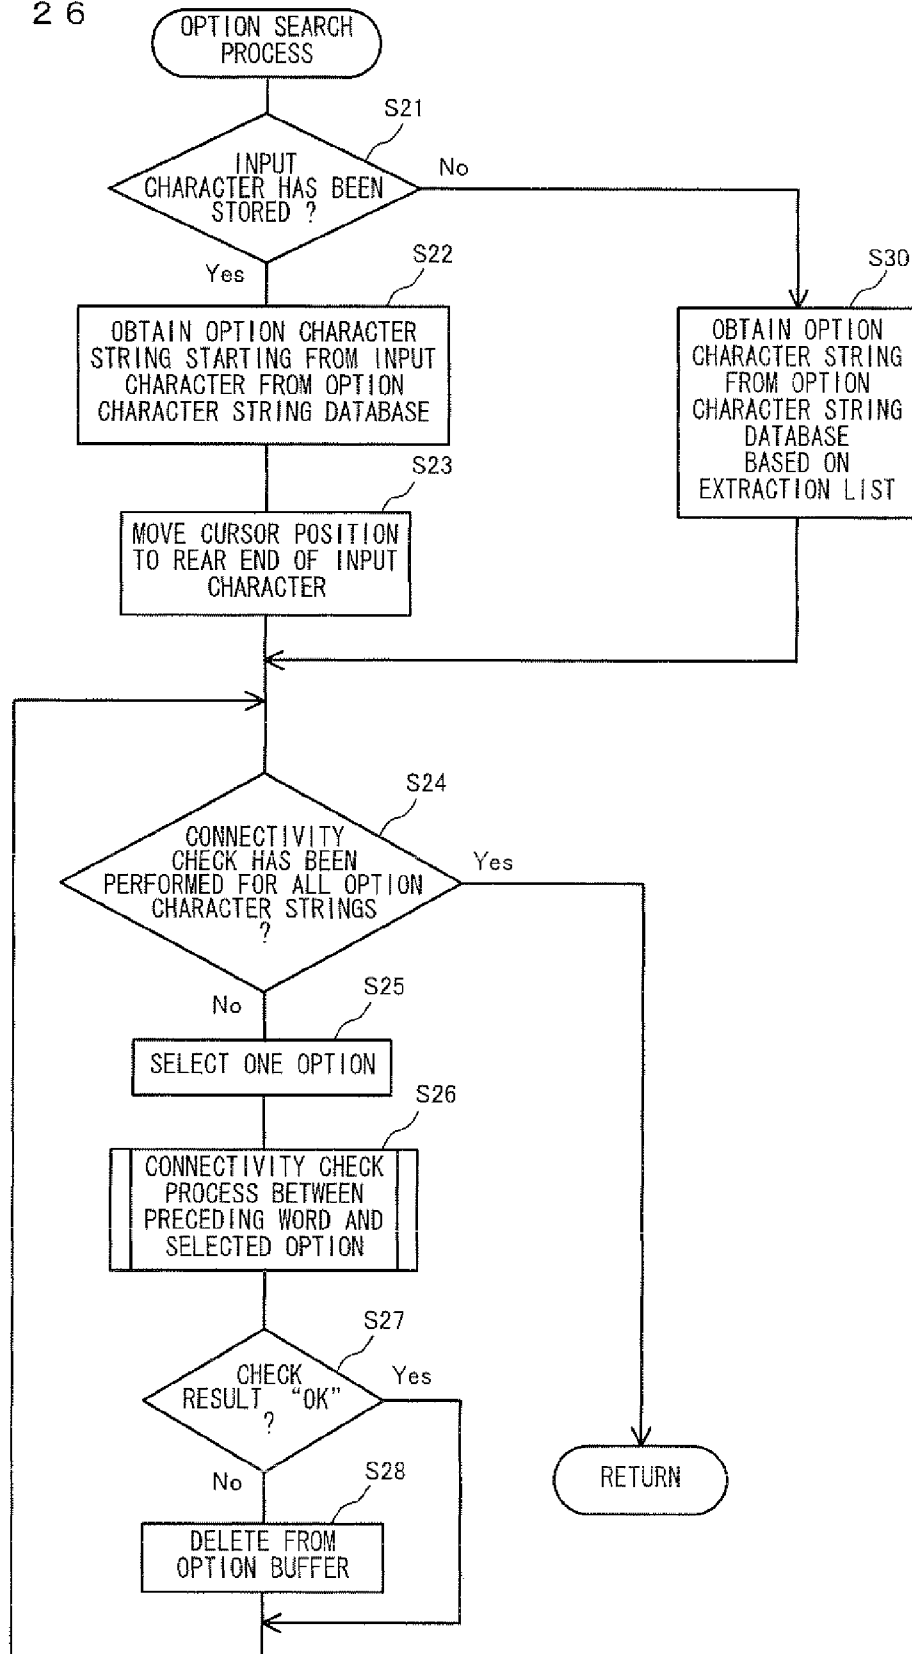 26
OPTION SEARCH
PROCESS
S21
INPUT
CHARACTER HAS BEEN
STORED ?
No
Yes
S22
OBTAIN OPTION CHARACTER
STRING STARTING FROM INPUT
CHARACTER FROM OPTION
CHARACTER STRING DATABASE
S30
OBTAIN OPTION
CHARACTER STRING
FROM OPTION
CHARACTER STRING
DATABASE
BASED ON
EXTRACTION LIST
S23
MOVE CURSOR POSITION
TO REAR END OF INPUT
CHARACTER
S24
CONNECTIVITY
CHECK HAS BEEN
PERFORMED FOR ALL OPTION
CHARACTER STRINGS
?
Yes
No
S25
SELECT ONE OPTION
S26
CONNECTIVITY CHECK
PROCESS BETWEEN
PRECEDING WORD AND
SELECTED OPTION
S27
CHECK
RESULT “OK”
?
Yes
No
S28
DELETE FROM
OPTION BUFFER
RETURN